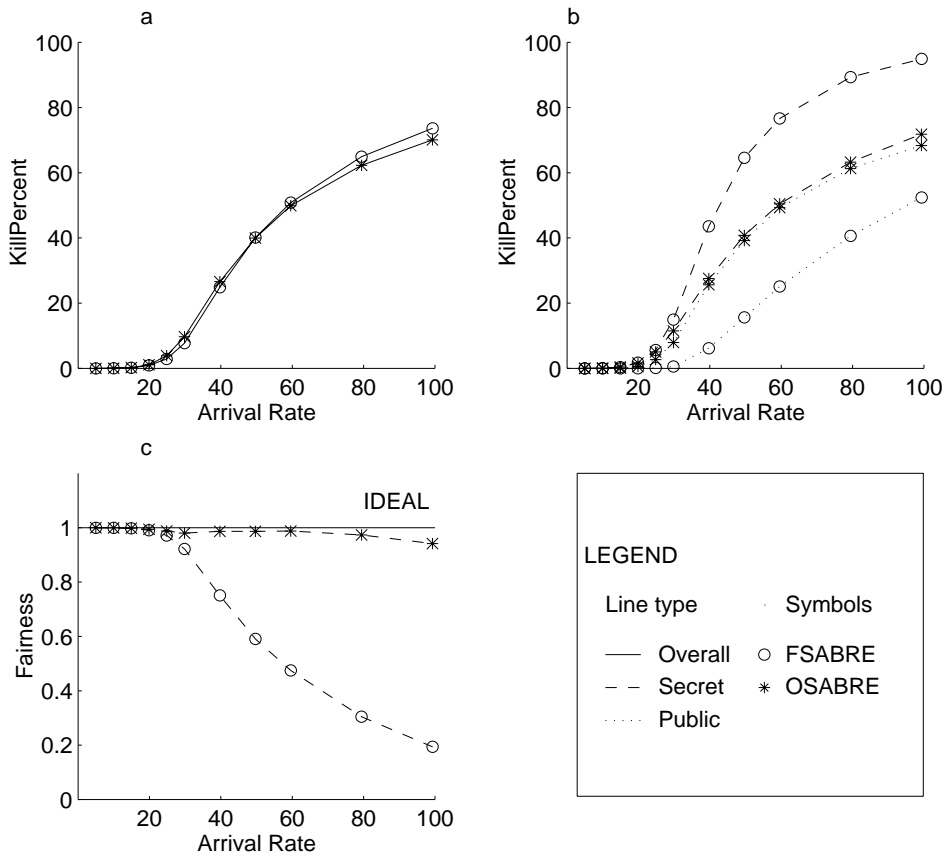 a
100
80
60
40
20
0
KillPercent
20 40 60 80 100
Arrival Rate
b
100
80
60
40
20
0
KillPercent
20 40 60 80 100
Arrival Rate
c
IDEAL
1
0.8
0.6
0.4
0.2
0
Fairness
20 40 60 80 100
Arrival Rate
LEGEND
Line type Symbols
Overall FSABRE
Secret OSABRE
Public